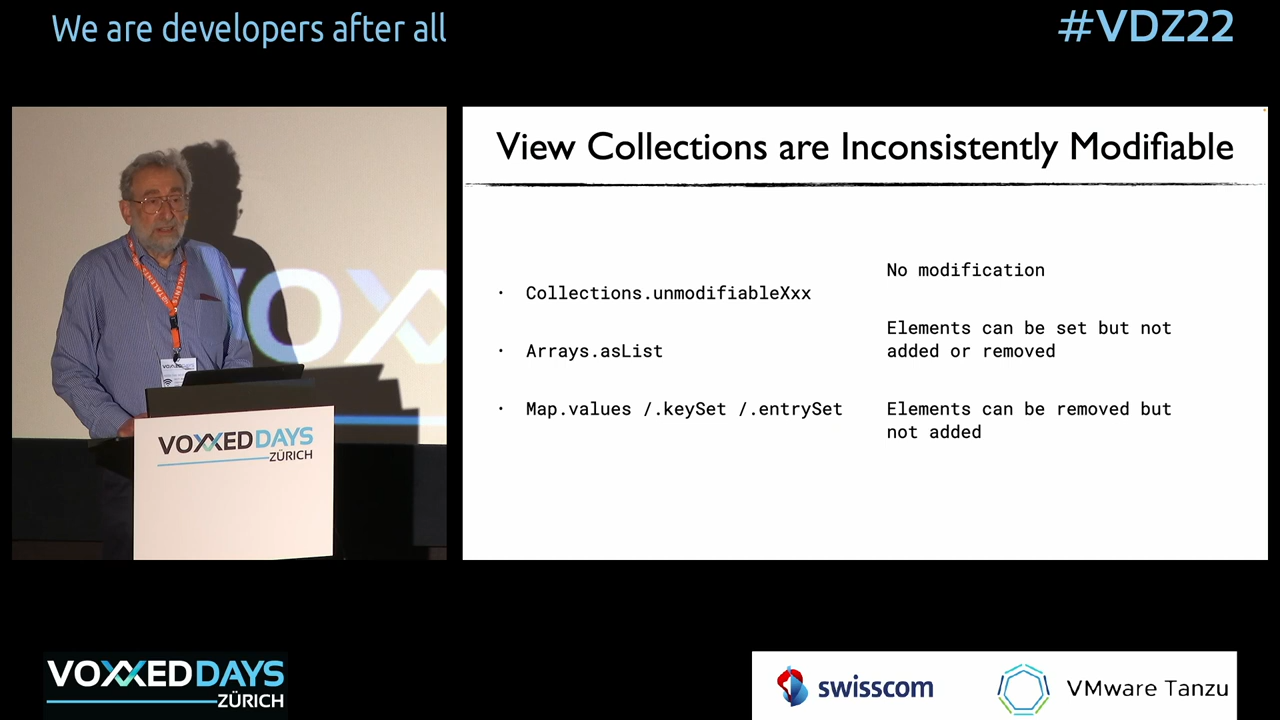 We are developers after all
#VDZ22
View Collections are Inconsistently Modifiable
No modification
· Collections.unmodifiableXxx
Elements can be set but not
added or removed
· Arrays.asList
· Map.values /.keySet /.entrySet
Elements can be removed but
not added
VOXXED DAYS
ZÜRICH
VOXXED DAYS
ZÜRICH
swisscom
VMware Tanzu